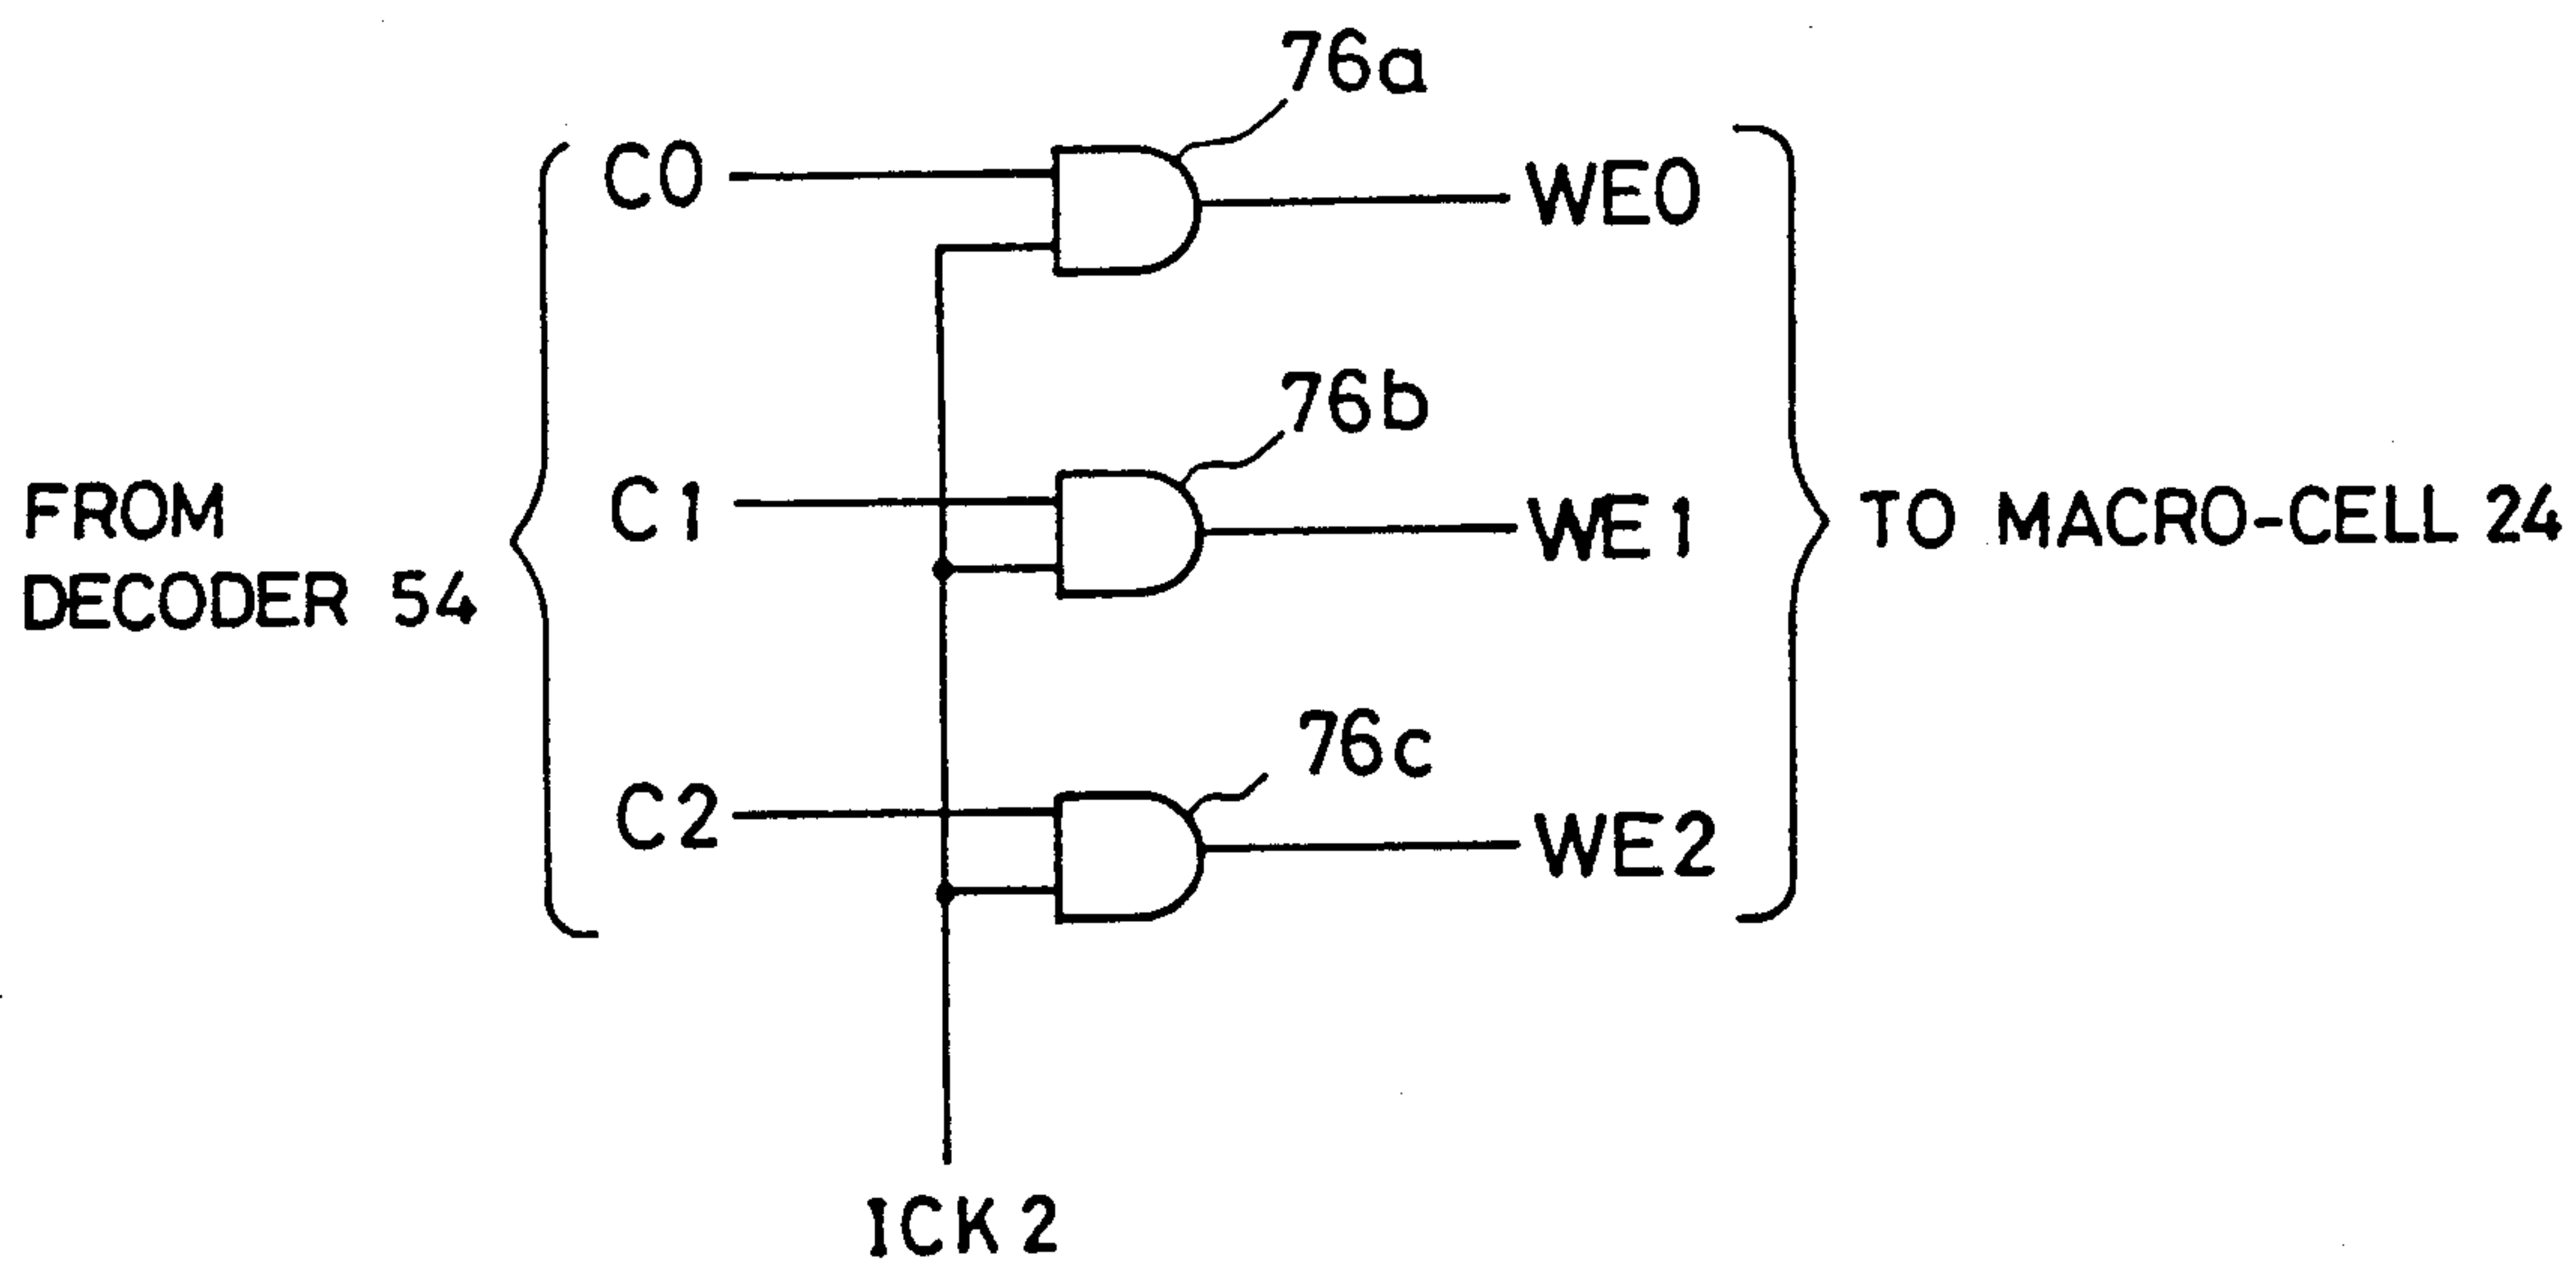 76a
C0
WE0
76b
FROM
DECODER 54
C1
WE1
TO MACRO-CELL 24
76c
C2
WE2
ICK2